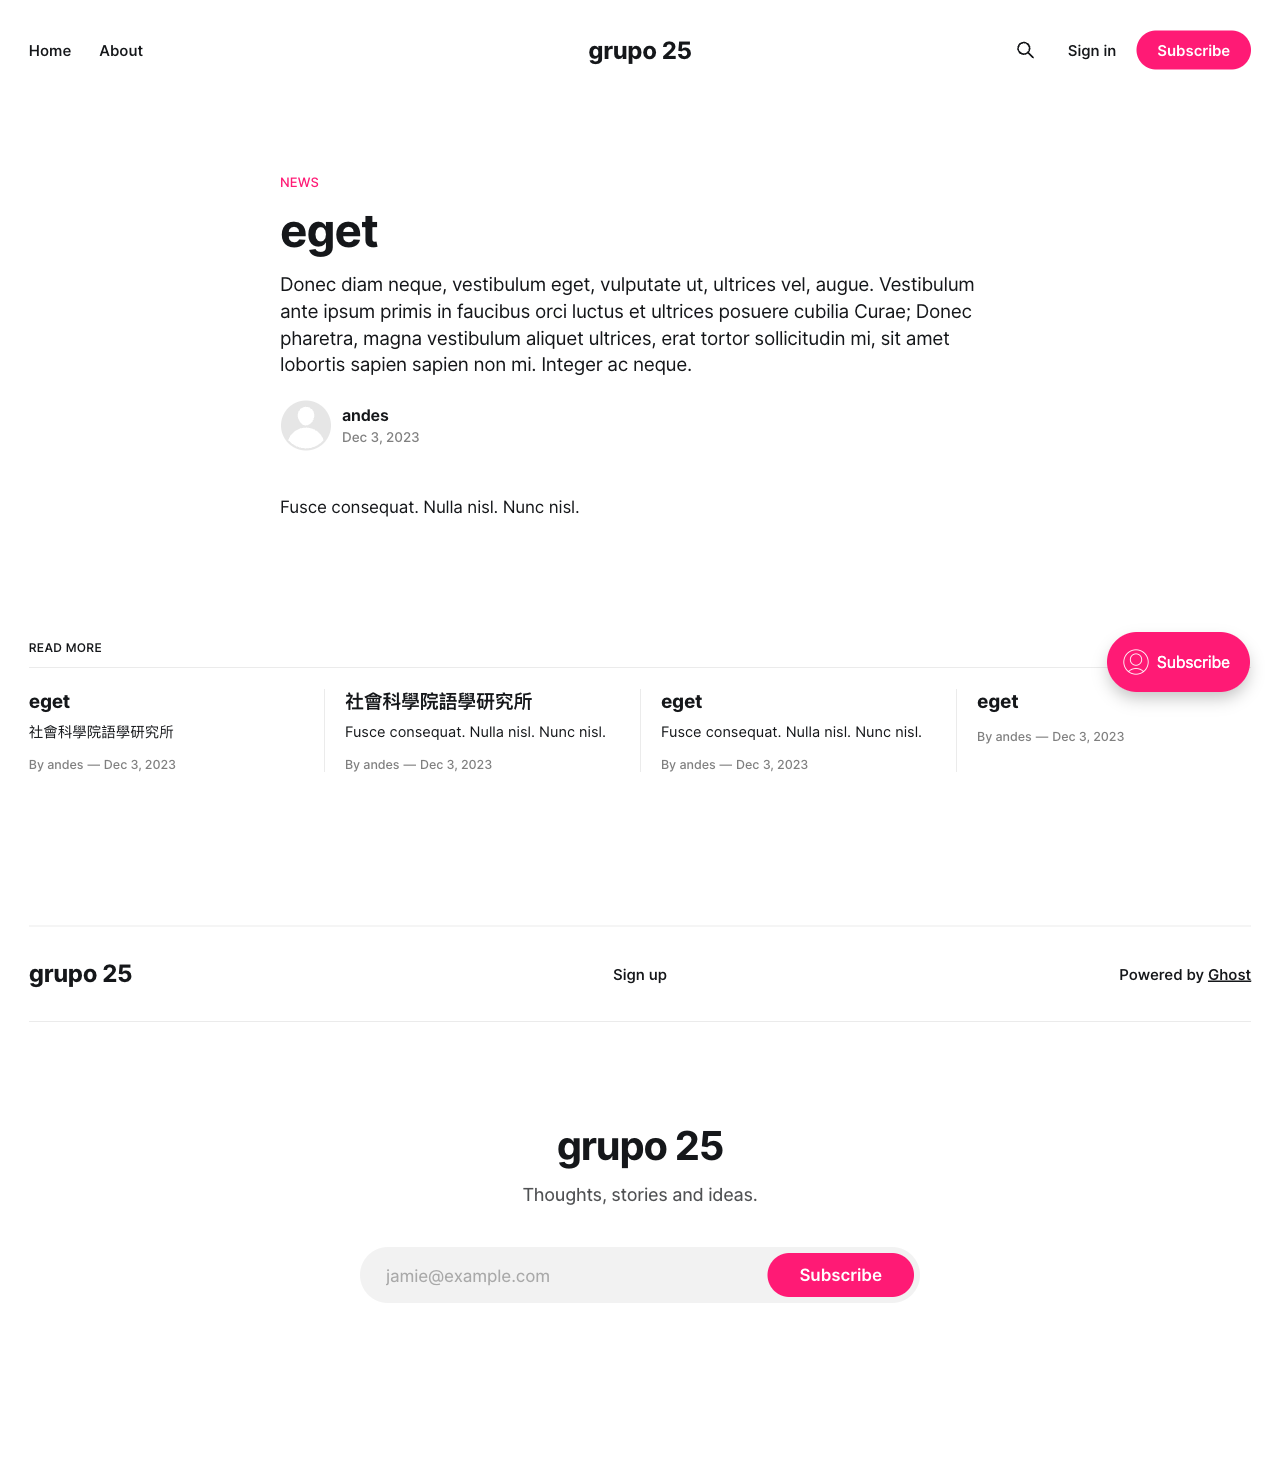 Home About grupo 25 Sign in Subscribe
NEWS
eget
Donec diam neque, vestibulum eget, vulputate ut, ultrices vel, augue. Vestibulum
ante ipsum primis in faucibus orci luctus et ultrices posuere cubilia Curae; Donec
pharetra, magna vestibulum aliquet ultrices, erat tortor sollicitudin mi, sit amet
lobortis sapien sapien non mi. Integer ac neque.
andes
Dec 3, 2023
Fusce consequat. Nulla nisl. Nunc nisl.
READ MORE
Subscribe
eget
社會科學院語學研究所
By andes — Dec 3, 2023
社會科學院語學研究所
Fusce consequat. Nulla nisl. Nunc nisl.
By andes — Dec 3, 2023
eget
Fusce consequat. Nulla nisl. Nunc nisl.
By andes — Dec 3, 2023
eget
By andes — Dec 3, 2023
grupo 25 Sign up Powered by Ghost
grupo 25
Thoughts, stories and ideas.
jamie@example.com Subscribe